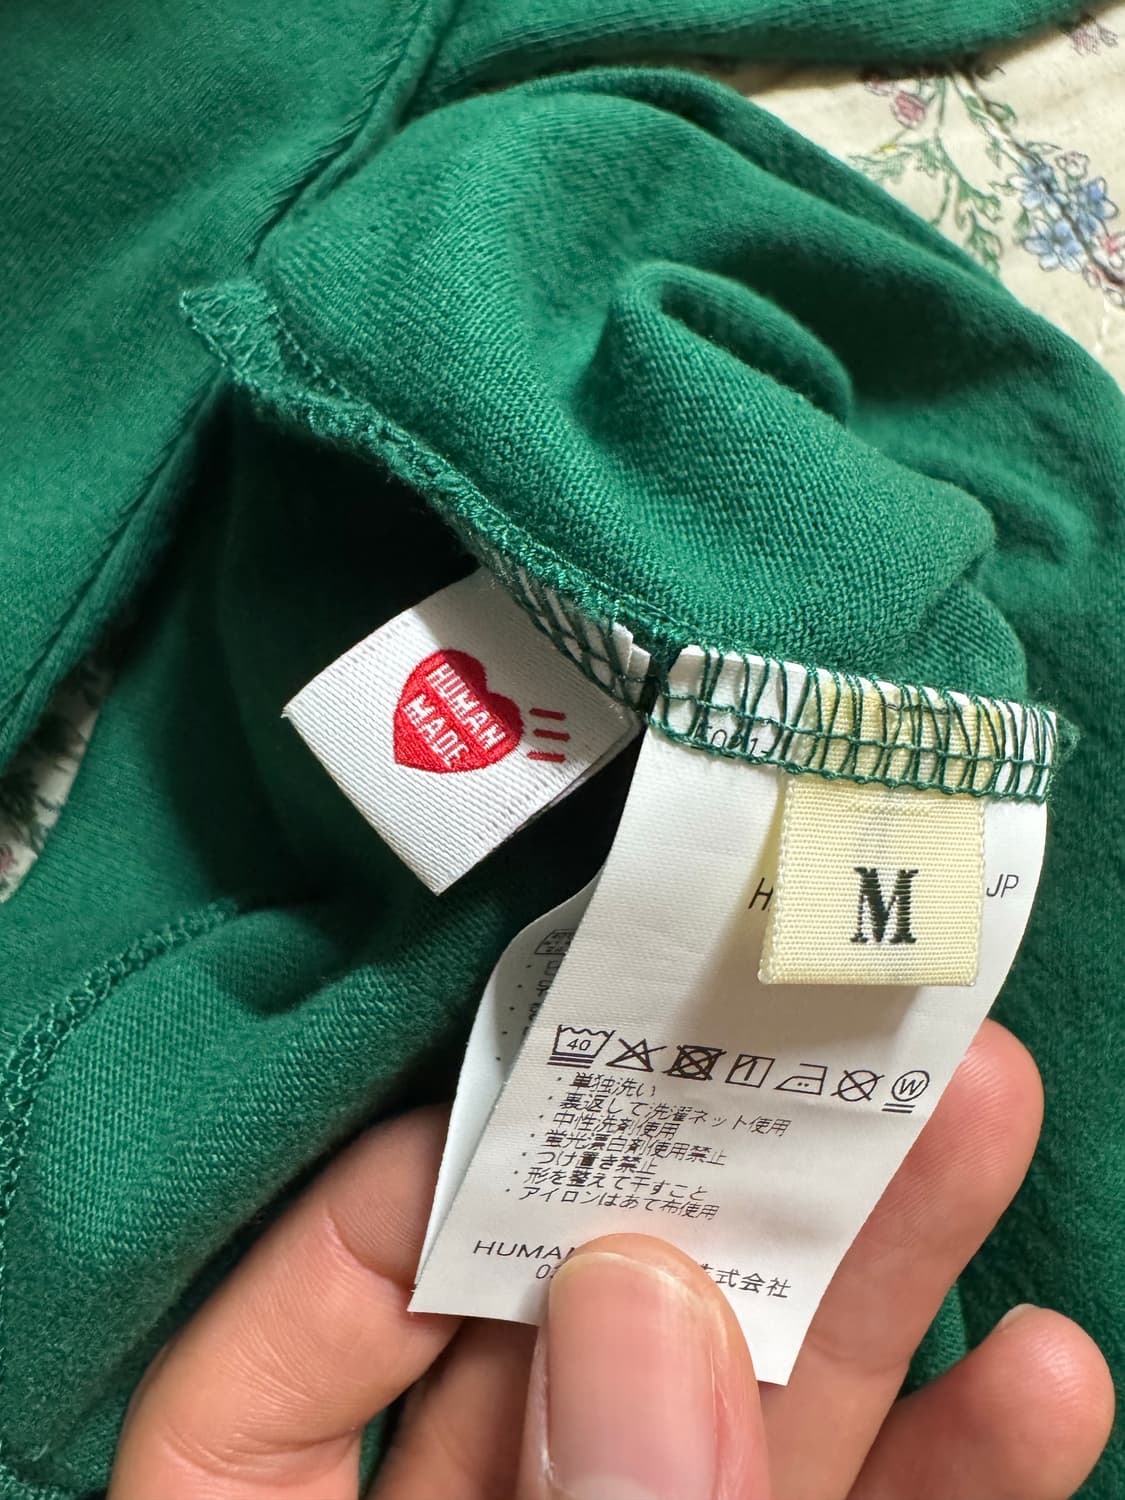 HUMAN
MADE
M
JP
40
W
・単独洗い
・裏返して洗濯ネット使用
・中性洗剤使用
・蛍光漂白剤使用禁止
・つけ置き禁止
・形を整えて干すこと
・アイロンはあて布使用
株式会社